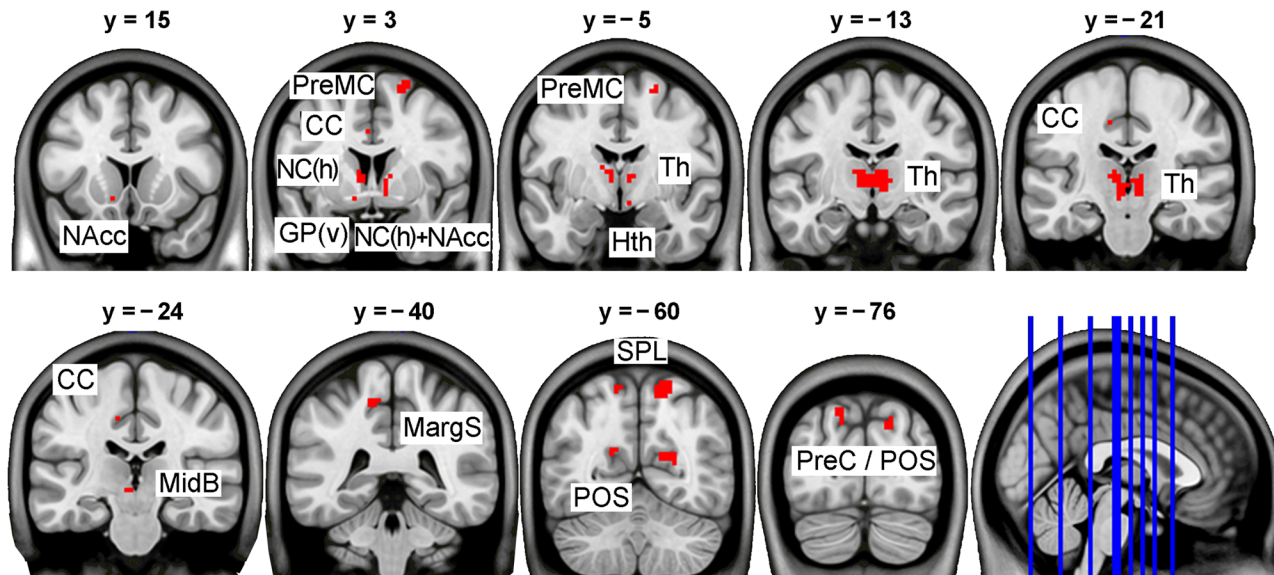 y = 15
y = 3
y = −5
y = −13
y = −21
PreMC
PreMC
CC
CC
NC(h)
Th
Th
Th
NAcc
GP(v)
NC(h)+NAcc
Hth
y = −24
y = −40
y = −60
y = −76
SPL
CC
MargS
PreC / POS
MidB
POS